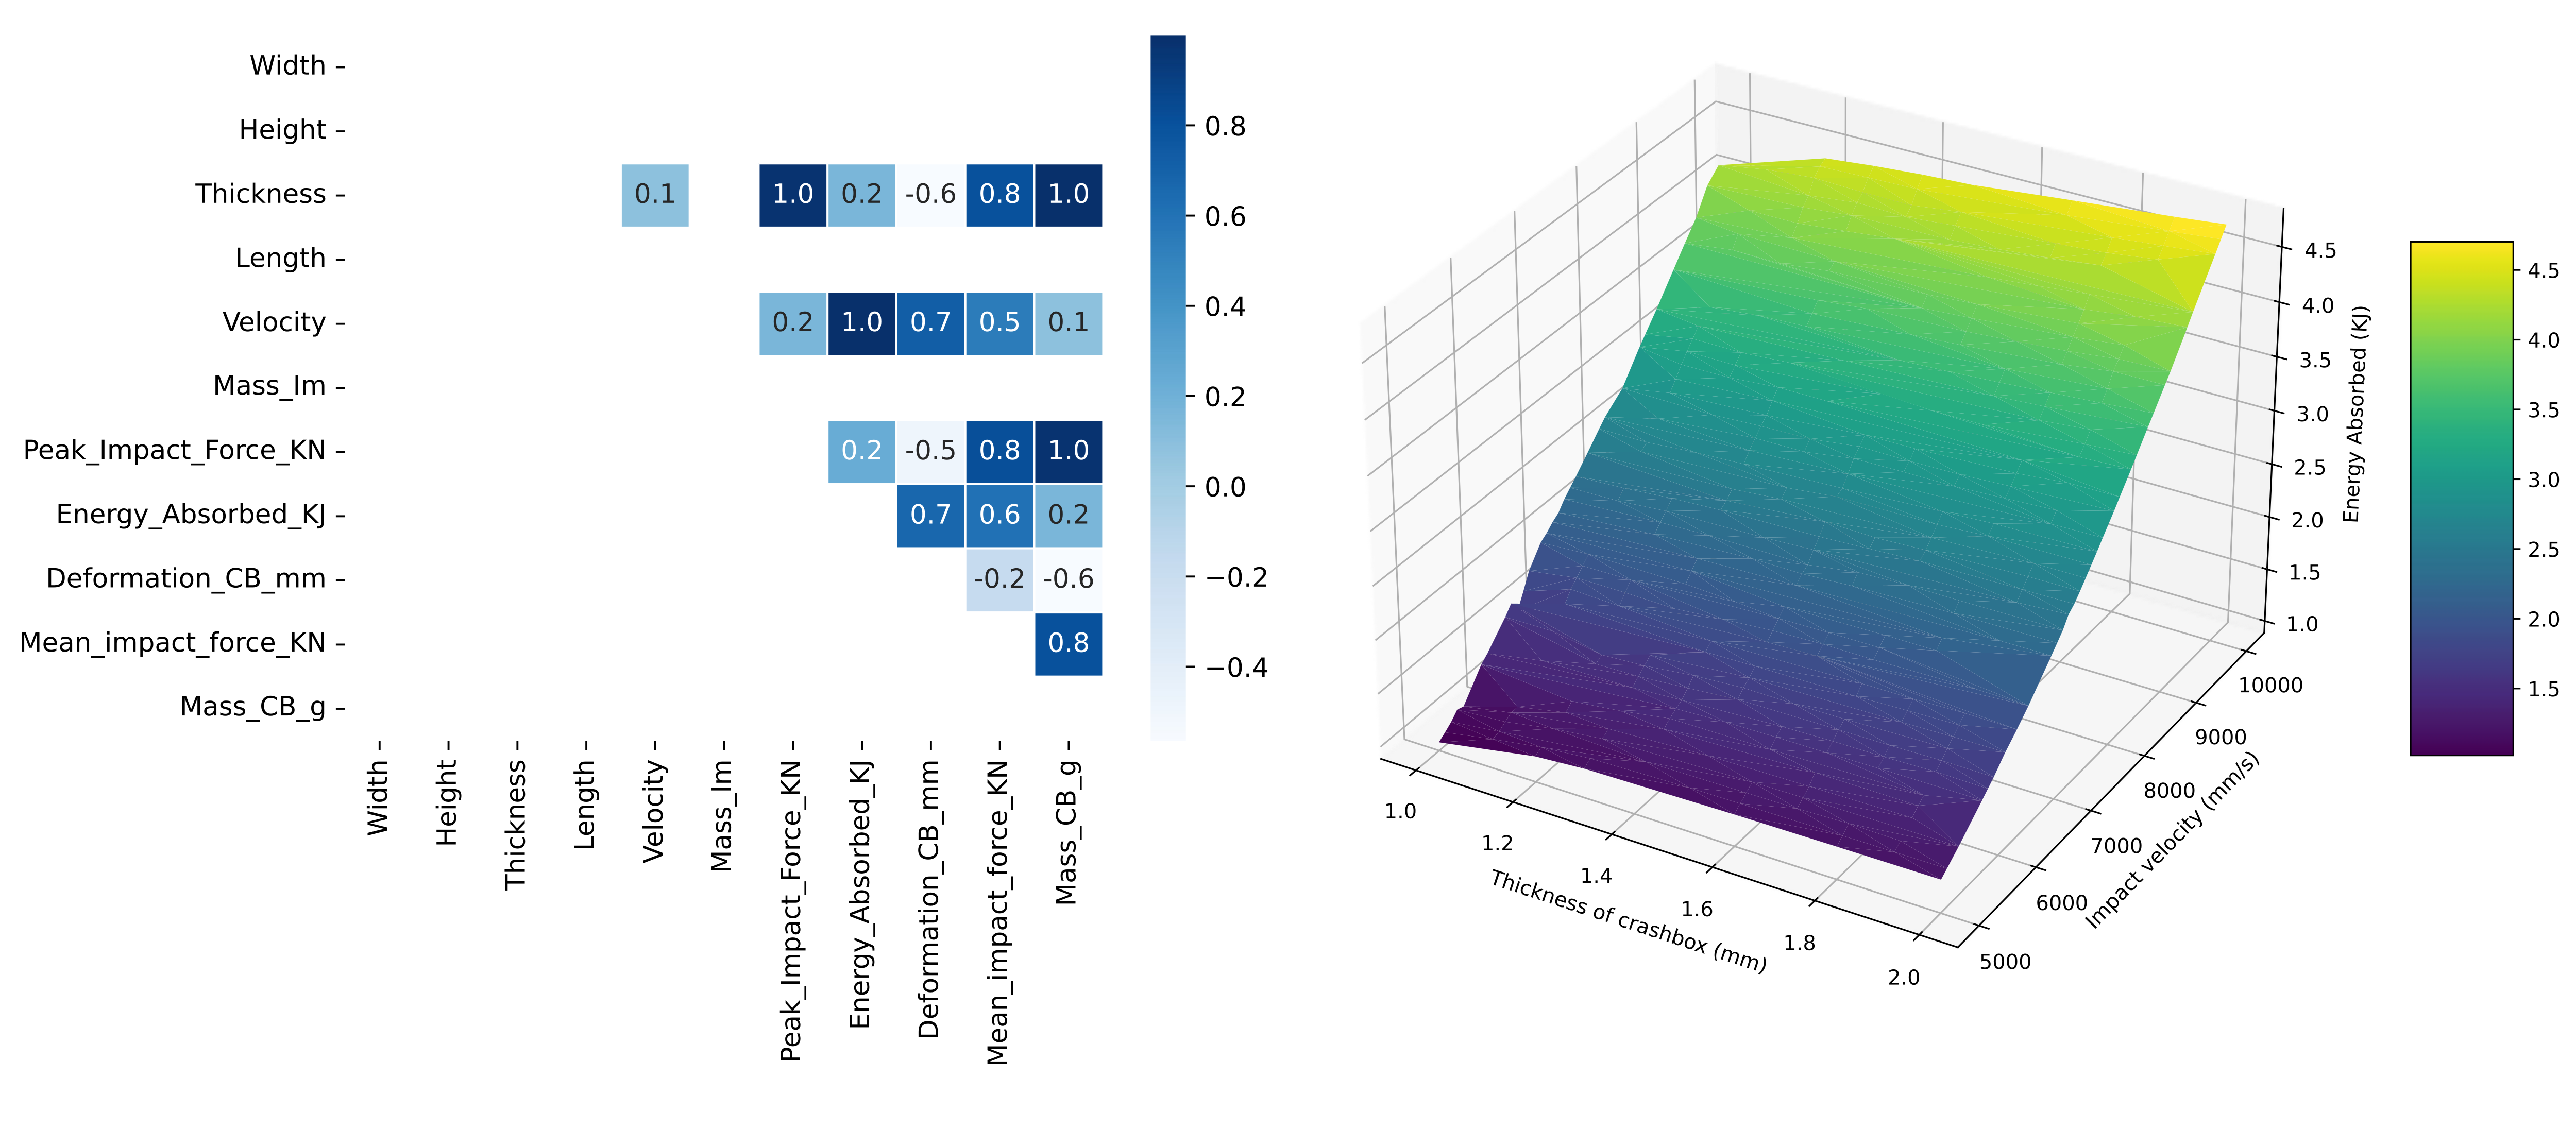 Width
Height
Thickness
0.1 1.0 0.2 -0.6 0.8 1.0
Length
Velocity
0.2 1.0 0.7 0.5 0.1
Mass_Im
Peak_Impact_Force_KN
0.2 -0.5 0.8 1.0
Energy_Absorbed_KJ
0.7 0.6 0.2
Deformation_CB_mm
-0.2 -0.6
Mean_impact_force_KN
0.8
Mass_CB_g
Width
Height
Thickness
Length
Velocity
Mass_Im
Peak_Impact_Force_KN
Energy_Absorbed_KJ
Deformation_CB_mm
Mean_impact_force_KN
Mass_CB_g
0.8
0.6
0.4
0.2
0.0
−0.2
−0.4
1.0
1.2
1.4
1.6
1.8
2.0
Thickness of crashbox (mm)
5000
6000
7000
8000
9000
10000
Impact velocity (mm/s)
4.5
4.0
3.5
3.0
2.5
2.0
1.5
1.0
Energy Absorbed (KJ)
4.5
4.0
3.5
3.0
2.5
2.0
1.5